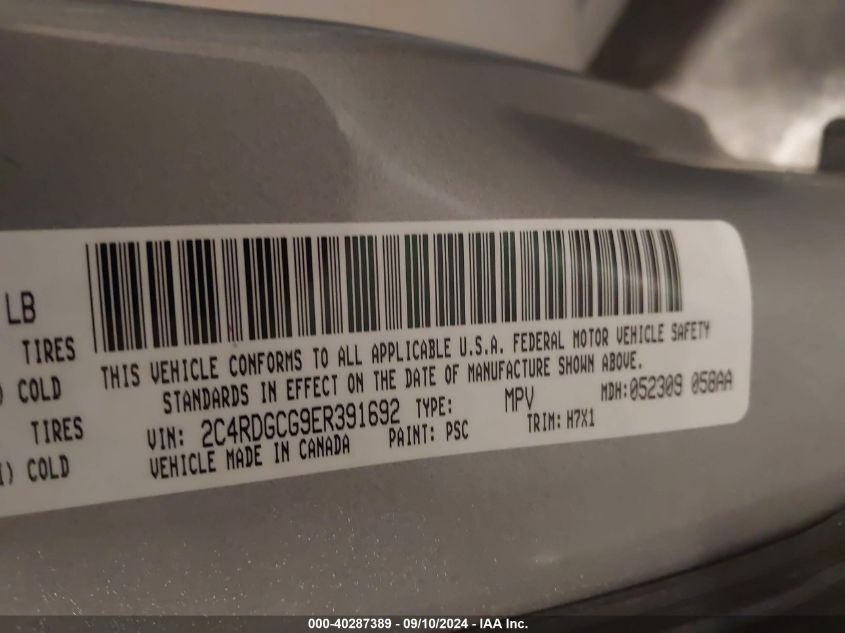 LB
TIRES
) COLD
TIRES
) COLD
THIS VEHICLE CONFORMS TO ALL APPLICABLE U.S.A. FEDERAL MOTOR VEHICLE SAFETY
STANDARDS IN EFFECT ON THE DATE OF MANUFACTURE SHOWN ABOVE.
VIN: 2C4RDGCG9ER391692 TYPE: MPV MDH:052309 058AA
VEHICLE MADE IN CANADA PAINT: PSC TRIM: H7X1
000-40287389 - 09/10/2024 - IAA Inc.